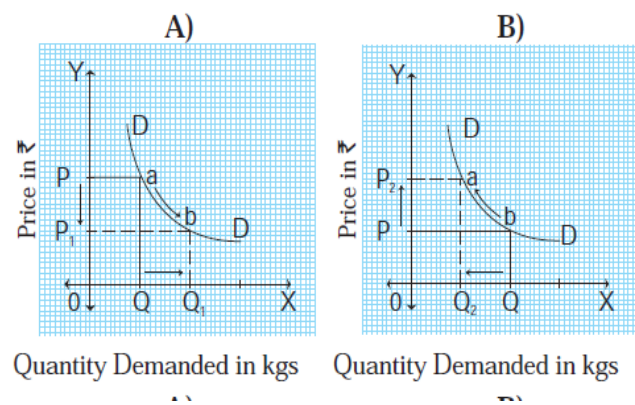 A)
B)
Y
D
P
a
P₁
b
D
0
Q
Q₁
X
Price in ₹
Quantity Demanded in kgs
Y
D
P₂
a
P
b
D
0
Q₂
Q
X
Price in ₹
Quantity Demanded in kgs
A)
B)